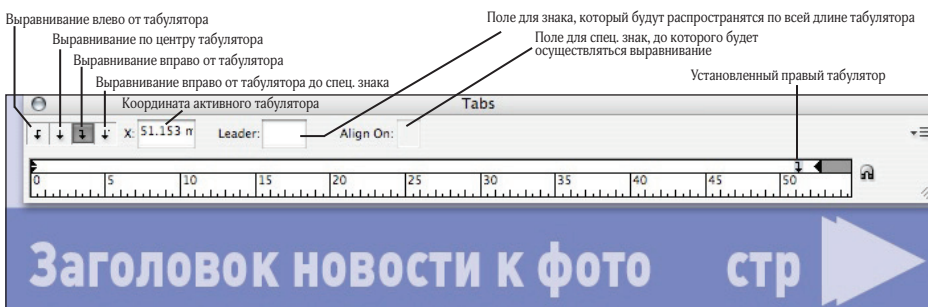 Выравнивание влево от табулятора
Поле для знака, который будут распространятся по всей длине табулятора
Выравнивание по центру табулятора
Поле для спец. знак, до которого будет
осуществляться выравнивание
Выравнивание вправо от табулятора
Установленный правый табулятор
Выравнивание вправо от табулятора до спец. знака
Координата активного табулятора
Tabs
X: 51.153 m Leader: Align On:
0 5 10 15 20 25 30 35 40 45 50
Заголовок новости к фото стр